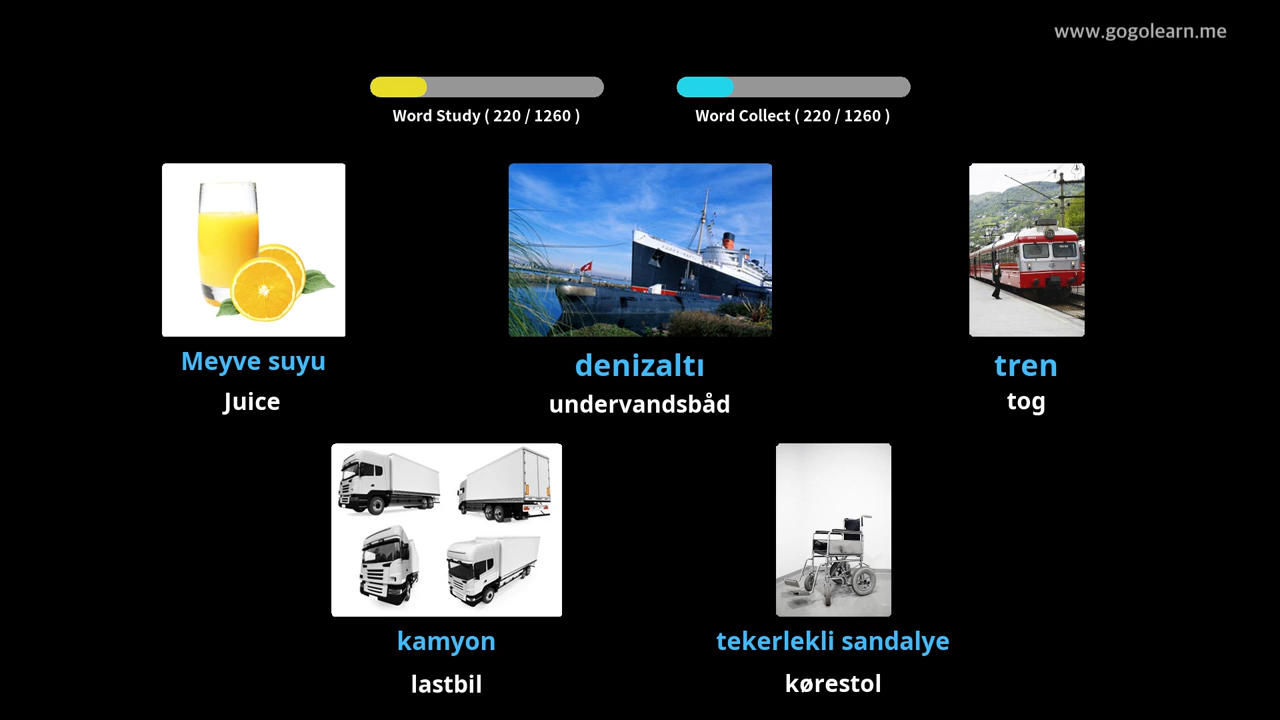 www.gogolearn.me
Word Study ( 220 / 1260 )
Word Collect ( 220 / 1260 )
Meyve suyu
Juice
denizaltı
undervandsbåd
tren
tog
kamyon
lastbil
tekerlekli sandalye
kørestol